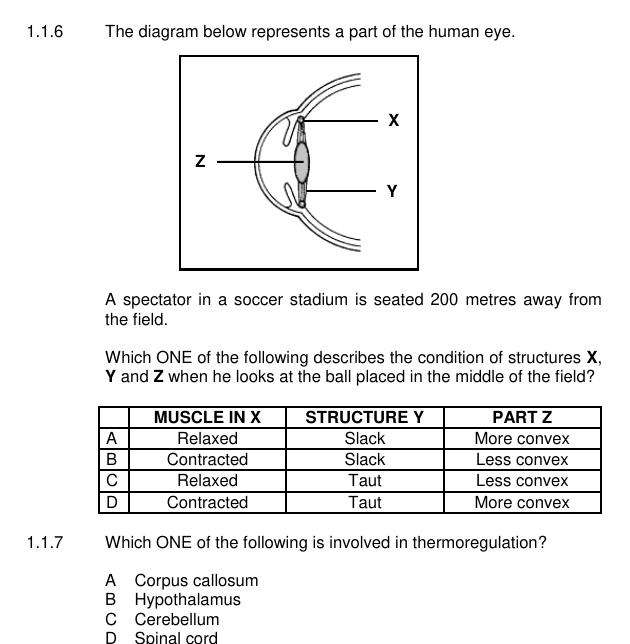 1.1.6 The diagram below represents a part of the human eye.
X
Z
Y
A spectator in a soccer stadium is seated 200 metres away from
the field.
Which ONE of the following describes the condition of structures X,
Y and Z when he looks at the ball placed in the middle of the field?
MUSCLE IN X STRUCTURE Y PART Z
A Relaxed Slack More convex
B Contracted Slack Less convex
C Relaxed Taut Less convex
D Contracted Taut More convex
1.1.7 Which ONE of the following is involved in thermoregulation?
A Corpus callosum
B Hypothalamus
C Cerebellum
D Spinal cord